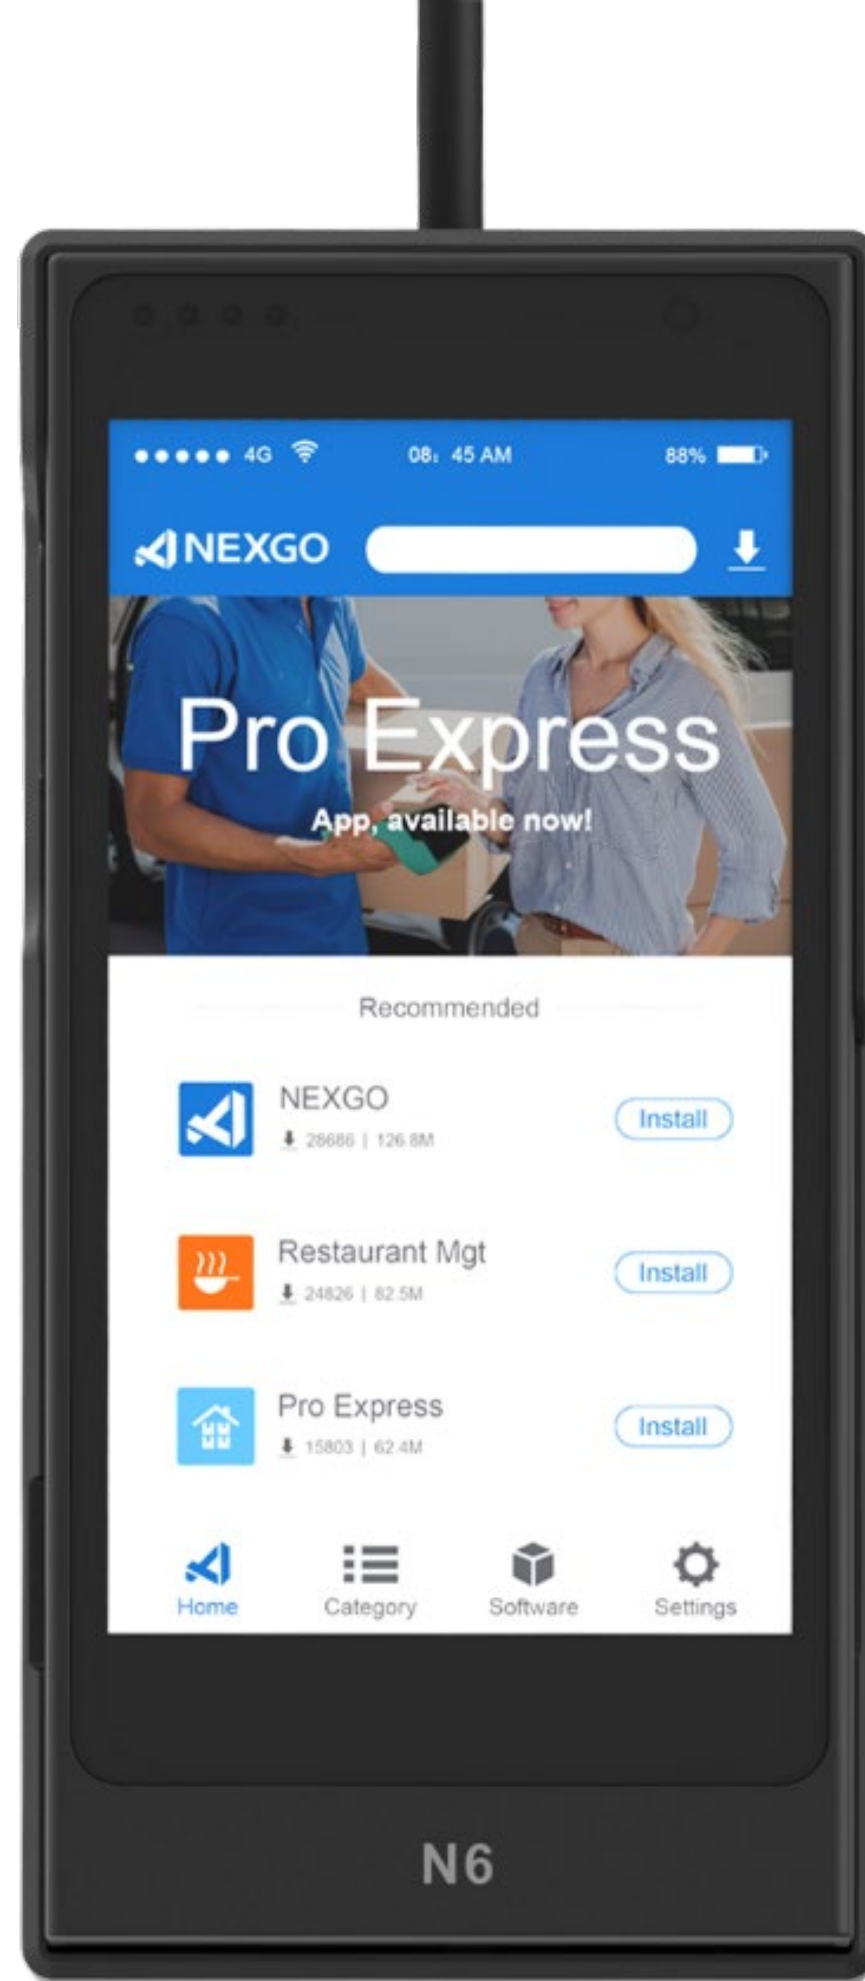 4G 08: 45 AM 88%
NEXGO
Pro Express
App, available now!
Recommended
NEXGO
28686 | 126.8M
Install
Restaurant Mgt
24826 | 82.5M
Install
Pro Express
15803 | 62.4M
Install
Home Category Software Settings
N6